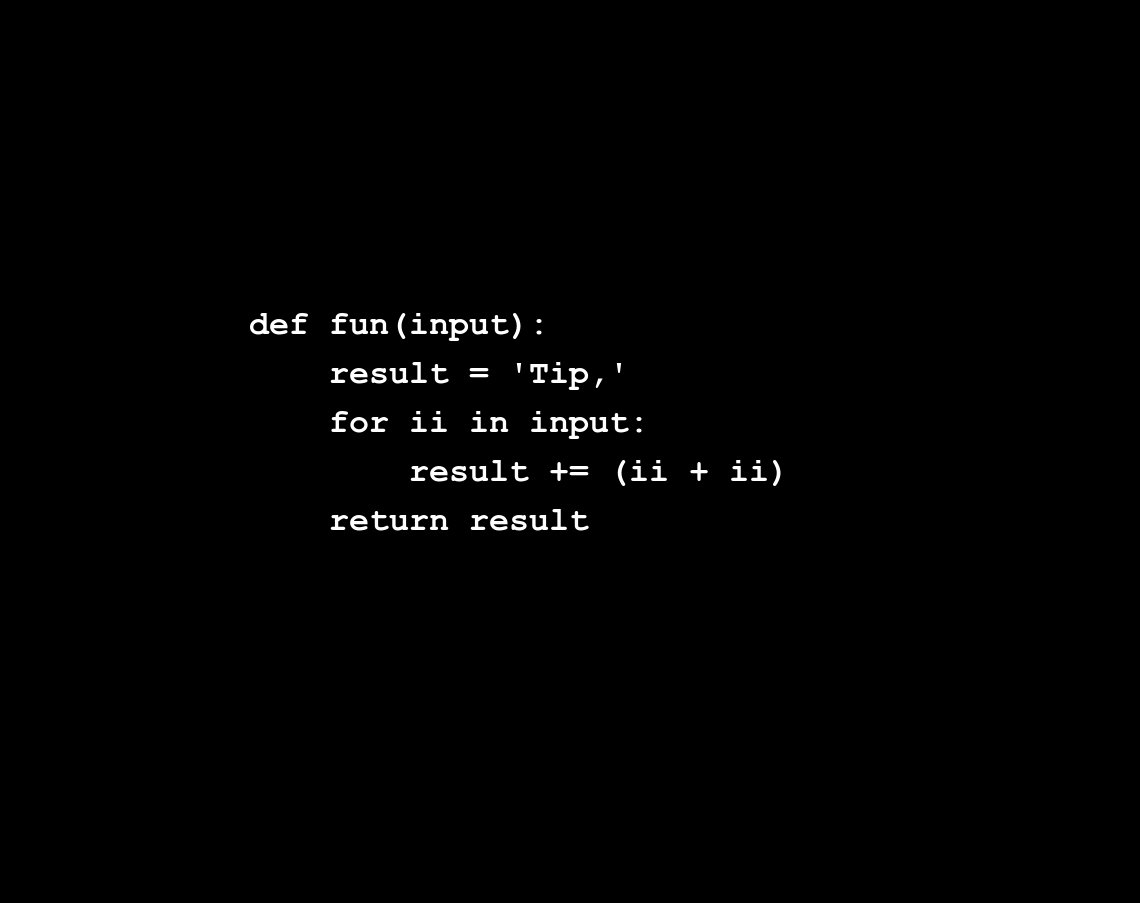 def fun(input):
    result = 'Tip,'
    for ii in input:
        result += (ii + ii)
    return result